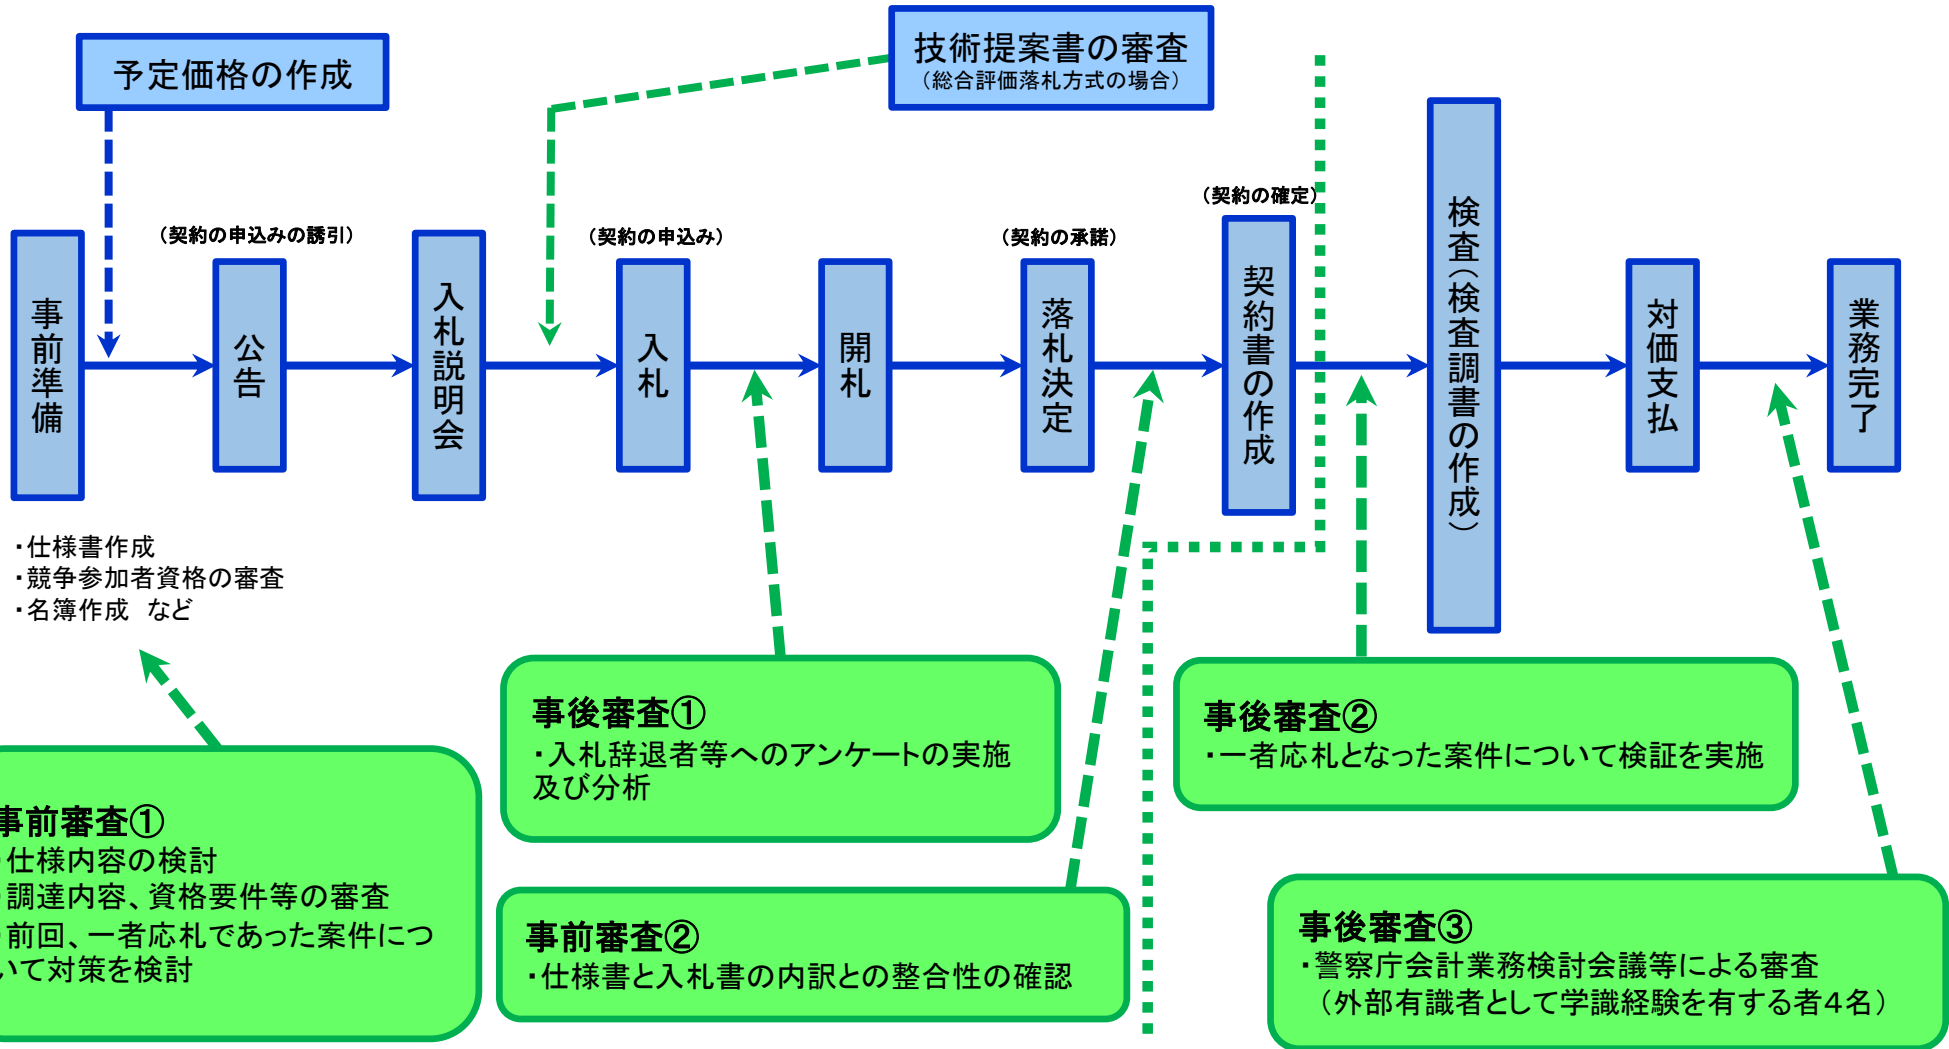 予定価格の作成
技術提案書の審査
（総合評価落札方式の場合）
（契約の申込みの誘引）
（契約の申込み）
（契約の承諾）
（契約の確定）
事前準備
公告
入札説明会
入札
開札
落札決定
契約書の作成
検査（検査調書の作成）
対価支払
業務完了
・仕様書作成
・競争参加者資格の審査
・名簿作成　など
事前審査①
仕様内容の検討
調達内容、資格要件等の審査
前回、一者応札であった案件につ
いて対策を検討
事後審査①
・入札辞退者等へのアンケートの実施
及び分析
事前審査②
・仕様書と入札書の内訳との整合性の確認
事後審査②
・一者応札となった案件について検証を実施
事後審査③
・警察庁会計業務検討会議等による審査
（外部有識者として学識経験を有する者４名）